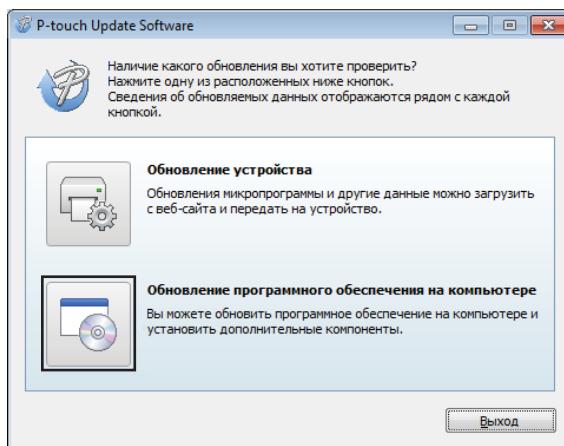 P-touch Update Software
Наличие какого обновления вы хотите проверить?
Нажмите одну из расположенных ниже кнопок.
Сведения об обновляемых данных отображаются рядом с каждой
кнопкой.
Обновление устройства
Обновления микропрограммы и другие данные можно загрузить
с веб-сайта и передать на устройство.
Обновление программного обеспечения на компьютере
Вы можете обновить программное обеспечение на компьютере и
установить дополнительные компоненты.
Выход